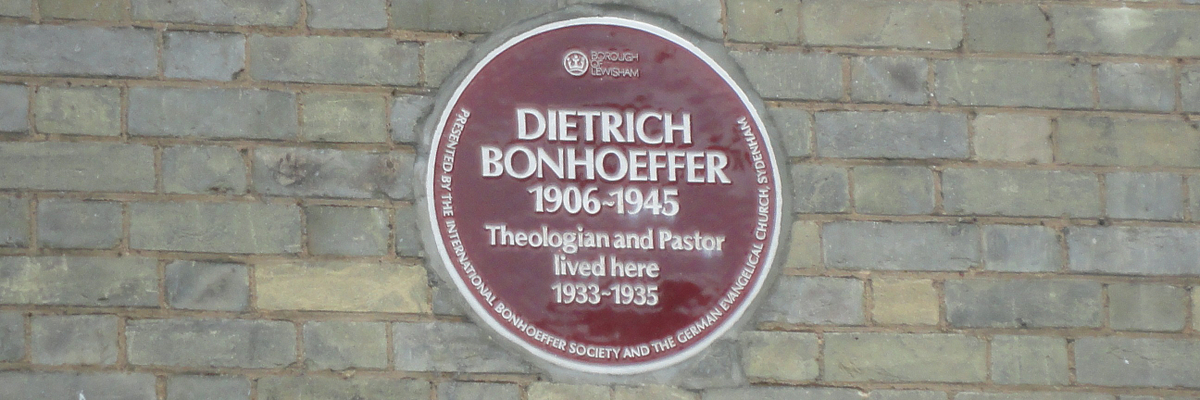 BOROUGH
OF
LEWISHAM
DIETRICH
BONHOEFFER
1906~1945
Theologian and Pastor
lived here
1933~1935
PRESENTED BY THE INTERNATIONAL BONHOEFFER SOCIETY AND THE GERMAN EVANGELICAL CHURCH, SYDENHAM